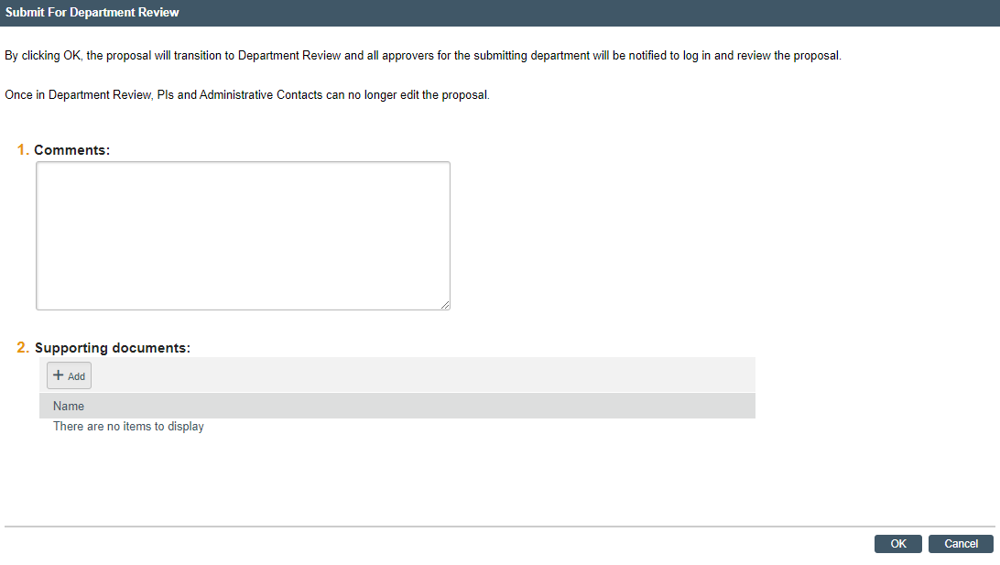 Submit For Department Review
By clicking OK, the proposal will transition to Department Review and all approvers for the submitting department will be notified to log in and review the proposal.
Once in Department Review, PIs and Administrative Contacts can no longer edit the proposal.
1. Comments:
2. Supporting documents:
+ Add
Name
There are no items to display
OK Cancel